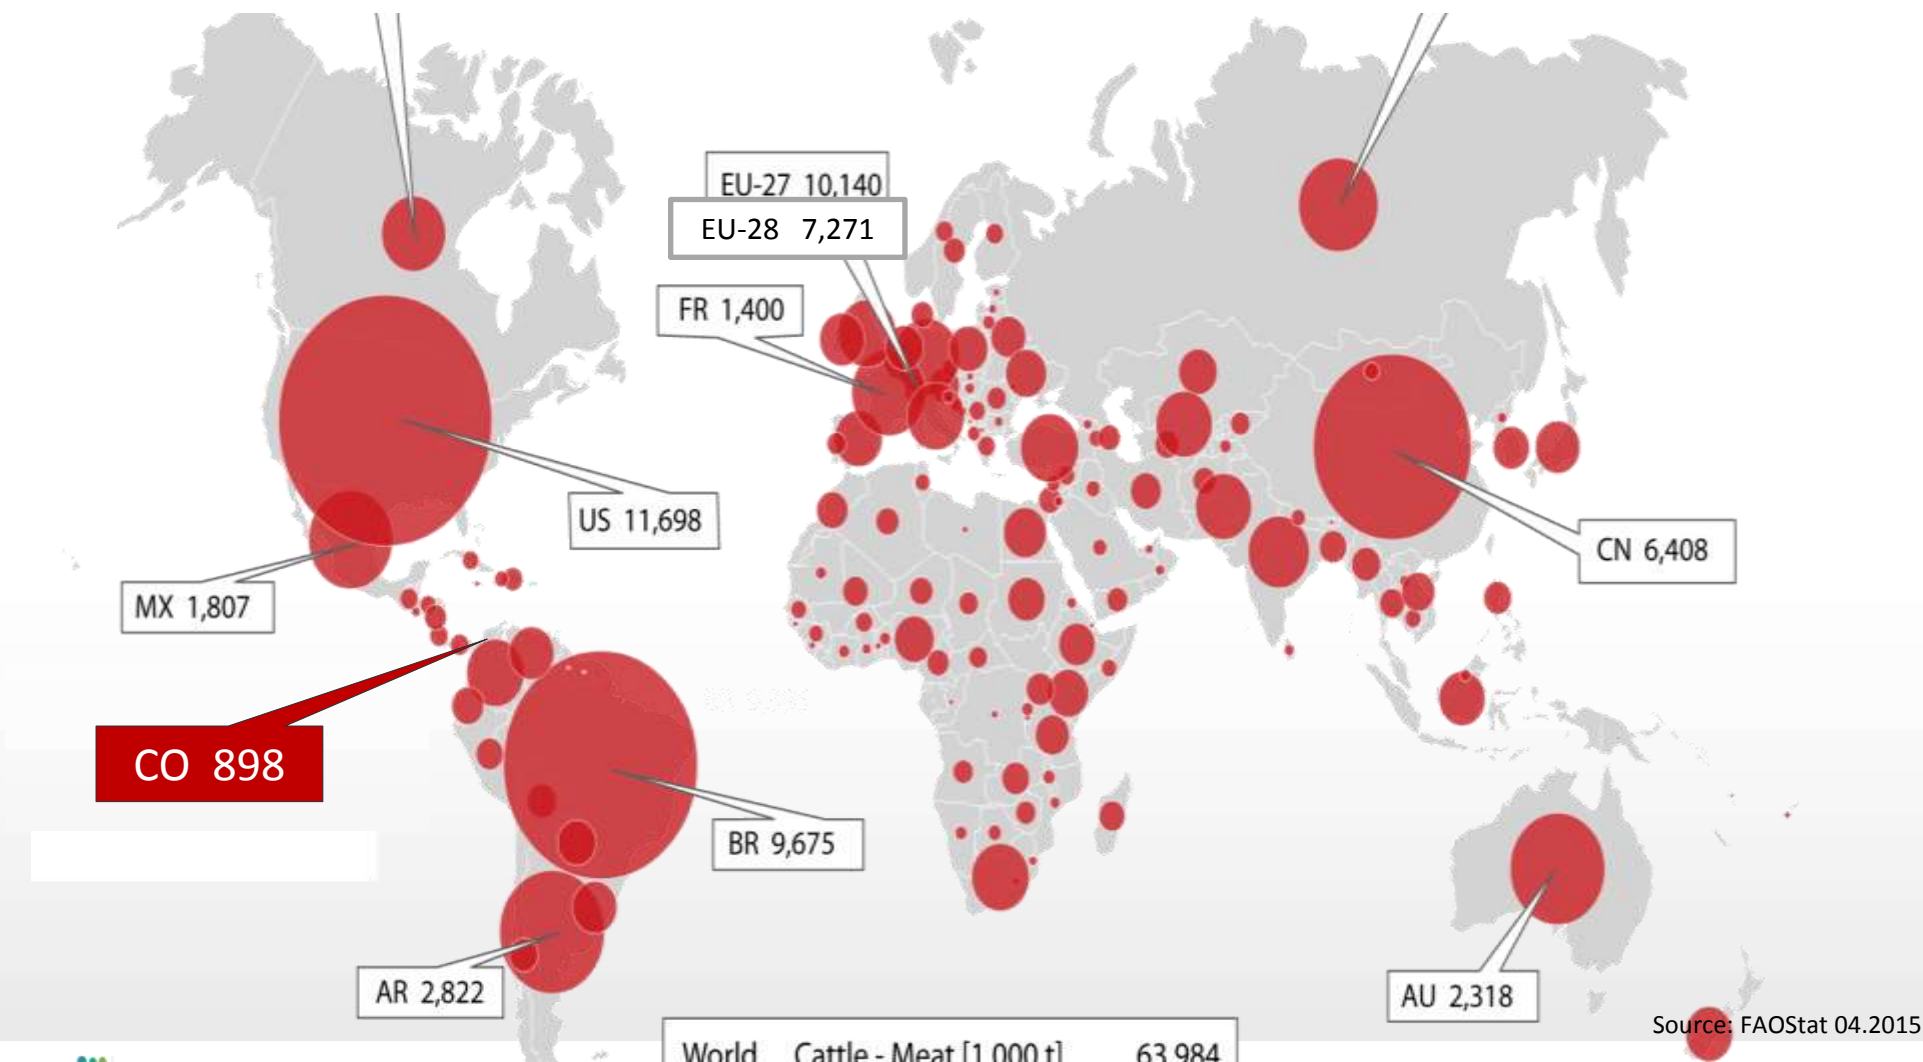 EU-27 10,140
EU-28 7,271
FR 1,400
US 11,698
CN 6,408
MX 1,807
CO 898
BR 9,675
AR 2,822
AU 2,318
Source: FAOStat 04.2015
World Cattle - Meat [1,000 t] 63,984